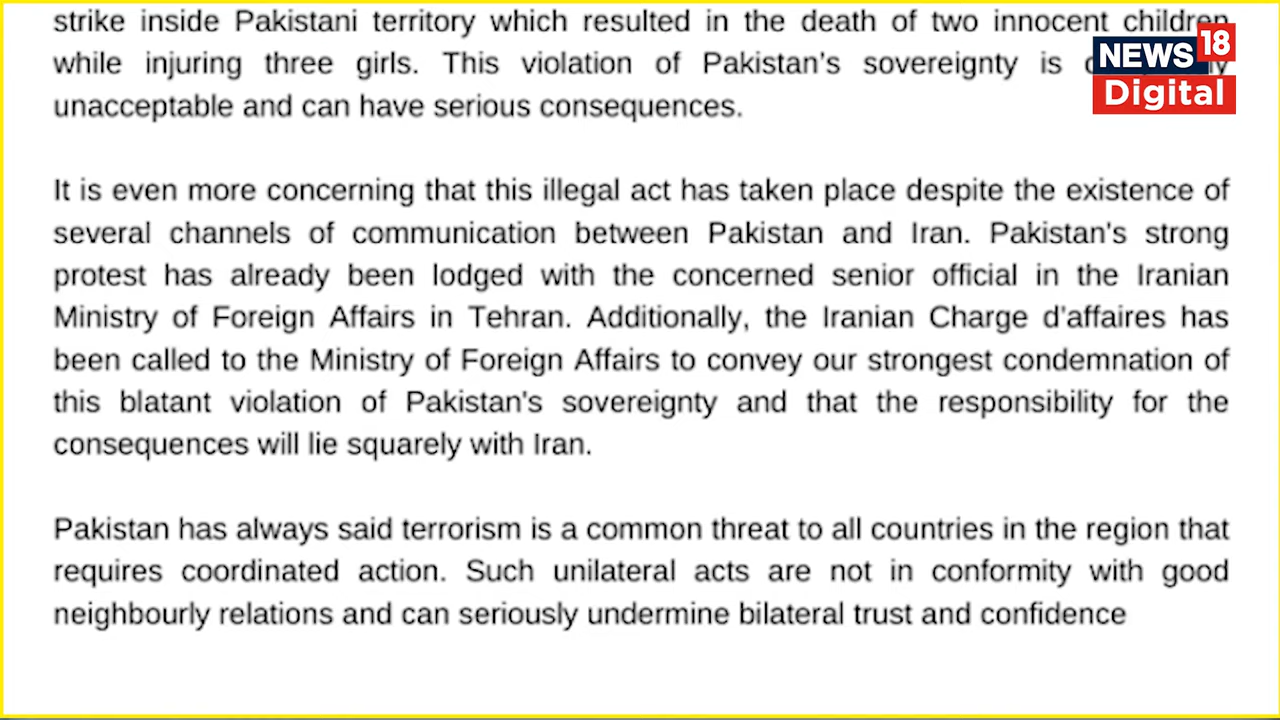 strike inside Pakistani territory which resulted in the death of two innocent children
while injuring three girls. This violation of Pakistan's sovereignty is
unacceptable and can have serious consequences.
It is even more concerning that this illegal act has taken place despite the existence of
several channels of communication between Pakistan and Iran. Pakistan's strong
protest has already been lodged with the concerned senior official in the Iranian
Ministry of Foreign Affairs in Tehran. Additionally, the Iranian Charge d'affaires has
been called to the Ministry of Foreign Affairs to convey our strongest condemnation of
this blatant violation of Pakistan's sovereignty and that the responsibility for the
consequences will lie squarely with Iran.
Pakistan has always said terrorism is a common threat to all countries in the region that
requires coordinated action. Such unilateral acts are not in conformity with good
neighbourly relations and can seriously undermine bilateral trust and confidence
NEWS 18
Digital